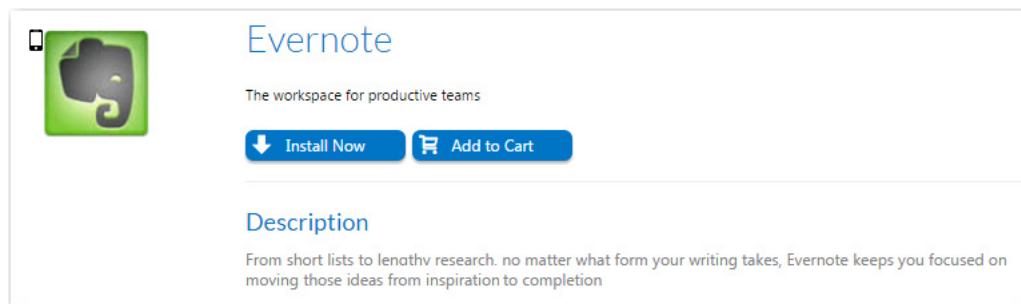 Evernote
The workspace for productive teams
Install Now
Add to Cart
Description
From short lists to lengthy research. no matter what form your writing takes, Evernote keeps you focused on
moving those ideas from inspiration to completion